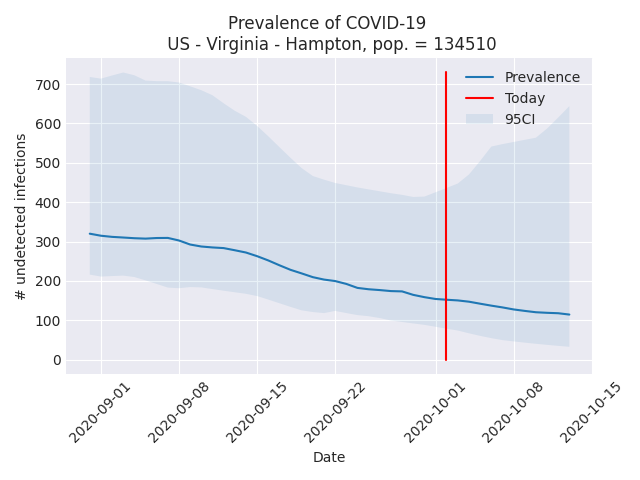 Prevalence of COVID-19
US - Virginia - Hampton, pop. = 134510
Prevalence
Today
95CI
# undetected infections
700
600
500
400
300
200
100
0
2020-09-01
2020-09-08
2020-09-15
2020-09-22
2020-10-01
2020-10-08
2020-10-15
Date